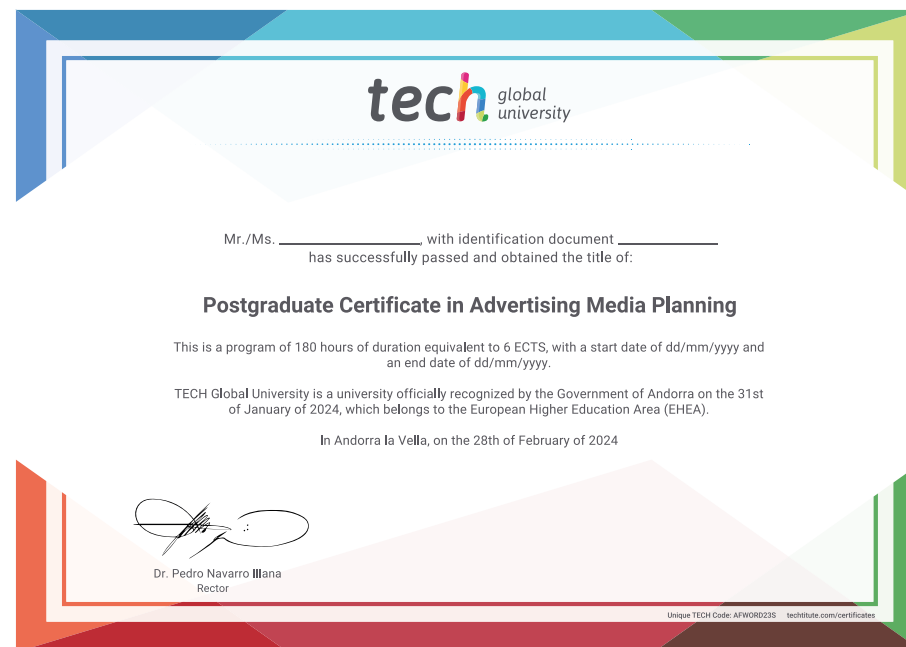 tech global
university
Mr./Ms. ____________, with identification document ____________
has successfully passed and obtained the title of:
Postgraduate Certificate in Advertising Media Planning
This is a program of 180 hours of duration equivalent to 6 ECTS, with a start date of dd/mm/yyyy and
an end date of dd/mm/yyyy.
TECH Global University is a university officially recognized by the Government of Andorra on the 31st
of January of 2024, which belongs to the European Higher Education Area (EHEA).
In Andorra la Vella, on the 28th of February of 2024
Dr. Pedro Navarro Illana
Rector
Unique TECH Code: AFWORD23S techtitute.com/certificates